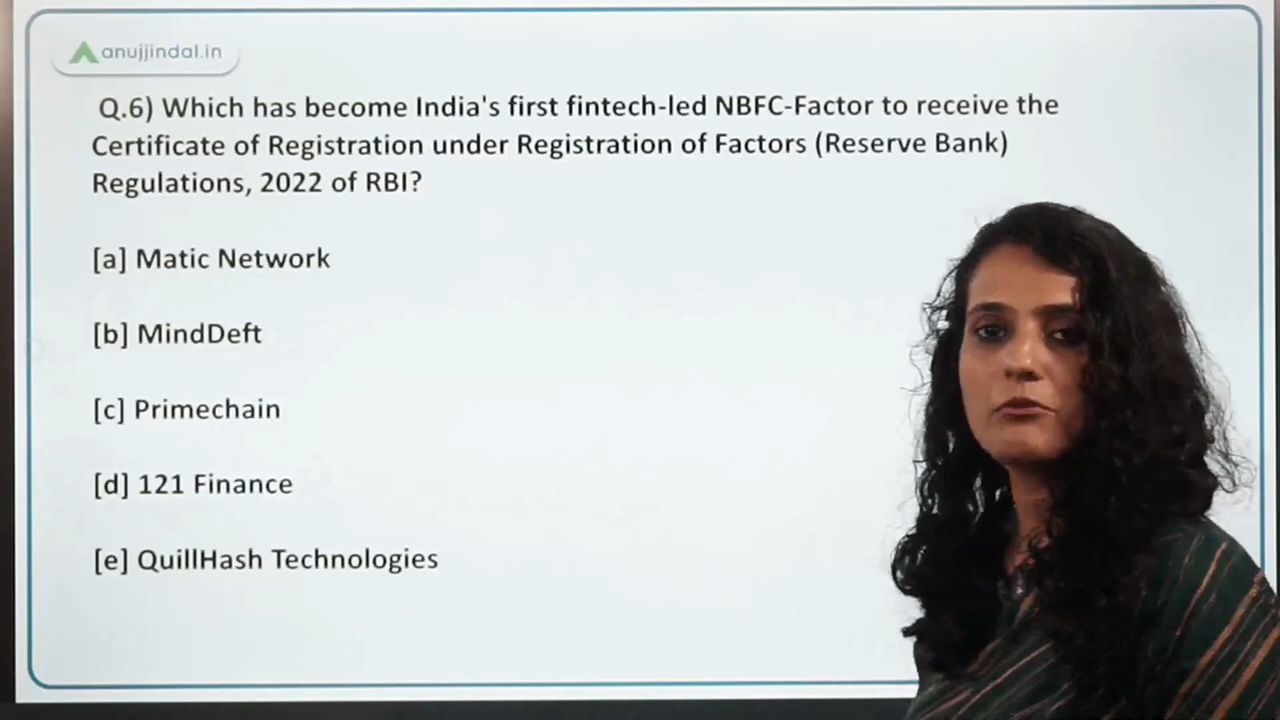 anujjindal.in
Q.6) Which has become India's first fintech-led NBFC-Factor to receive the
Certificate of Registration under Registration of Factors (Reserve Bank)
Regulations, 2022 of RBI?
[a] Matic Network
[b] MindDeft
[c] Primechain
[d] 121 Finance
[e] QuillHash Technologies